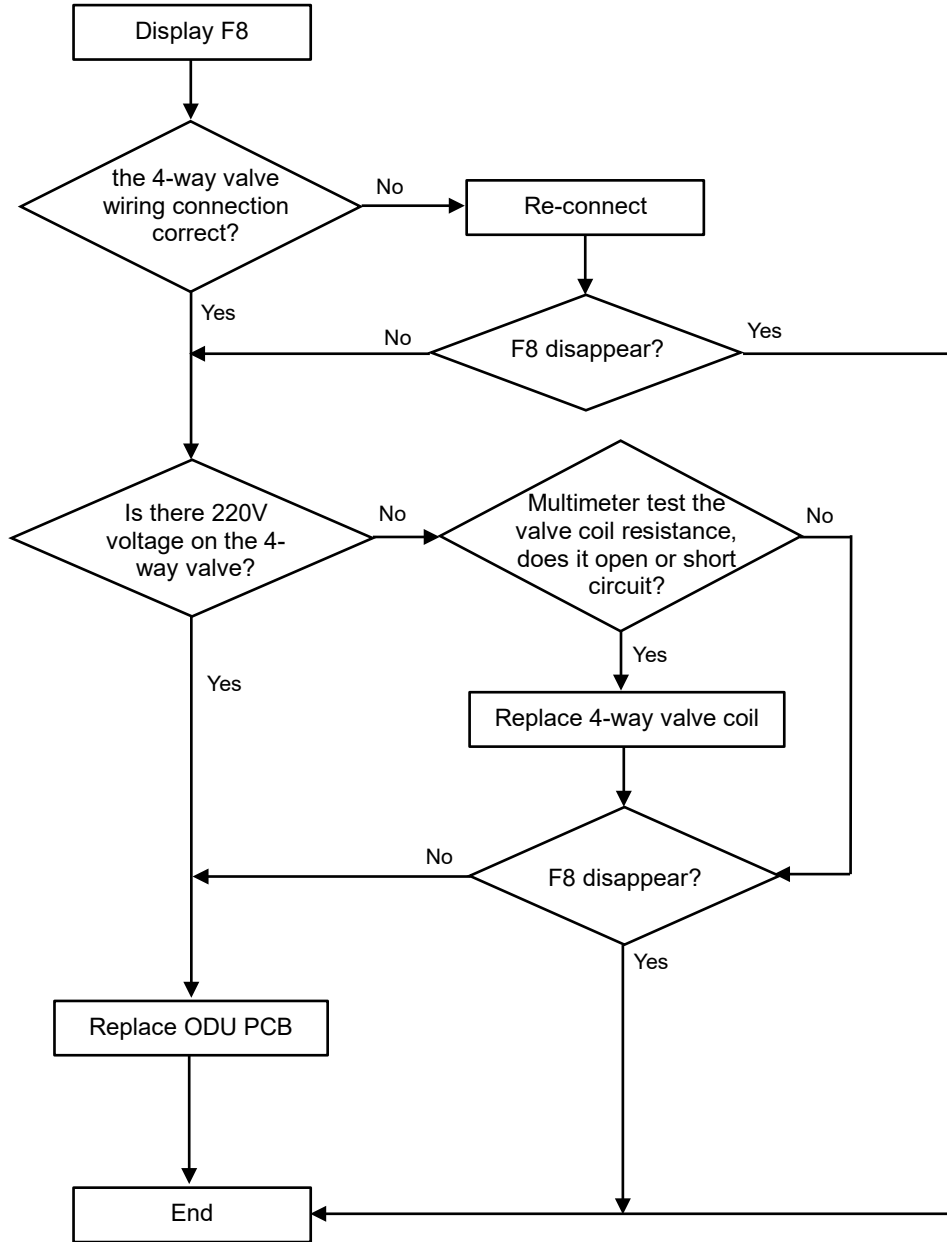 Display F8
the 4-way valve
wiring connection
correct?
No
Re-connect
Yes
No
F8 disappear?
Yes
Is there 220V
voltage on the 4-
way valve?
No
Multimeter test the
valve coil resistance,
does it open or short
circuit?
No
Yes
Yes
Replace 4-way valve coil
No
F8 disappear?
Yes
Replace ODU PCB
End